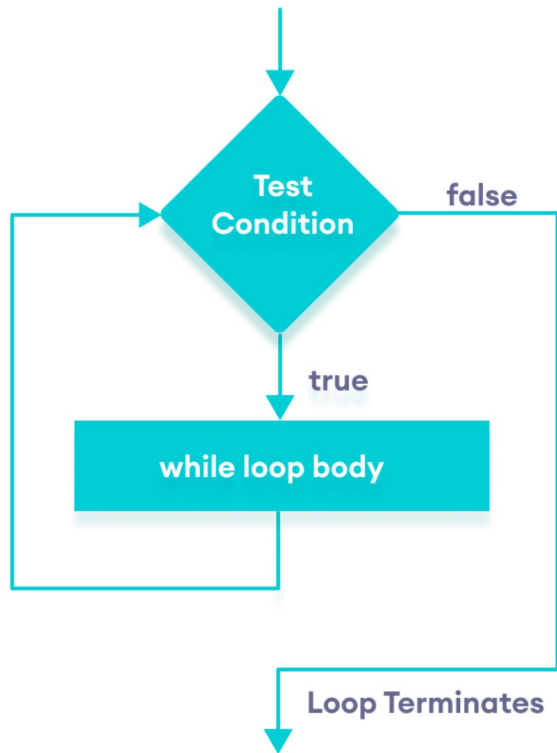 Test
Condition
false
true
while loop body
Loop Terminates